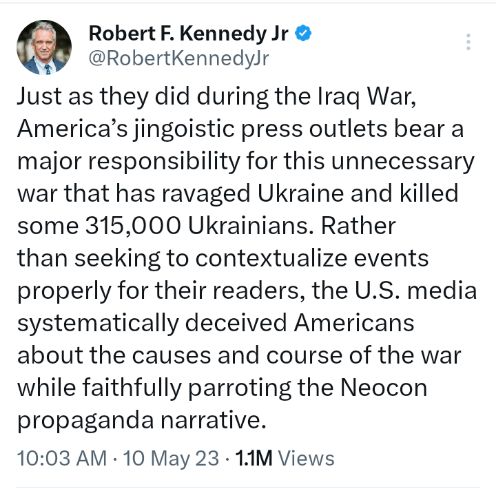 Robert F. Kennedy Jr
@RobertKennedyJr
Just as they did during the Iraq War,
America’s jingoistic press outlets bear a
major responsibility for this unnecessary
war that has ravaged Ukraine and killed
some 315,000 Ukrainians. Rather
than seeking to contextualize events
properly for their readers, the U.S. media
systematically deceived Americans
about the causes and course of the war
while faithfully parroting the Neocon
propaganda narrative.
10:03 AM · 10 May 23 · 1.1M Views